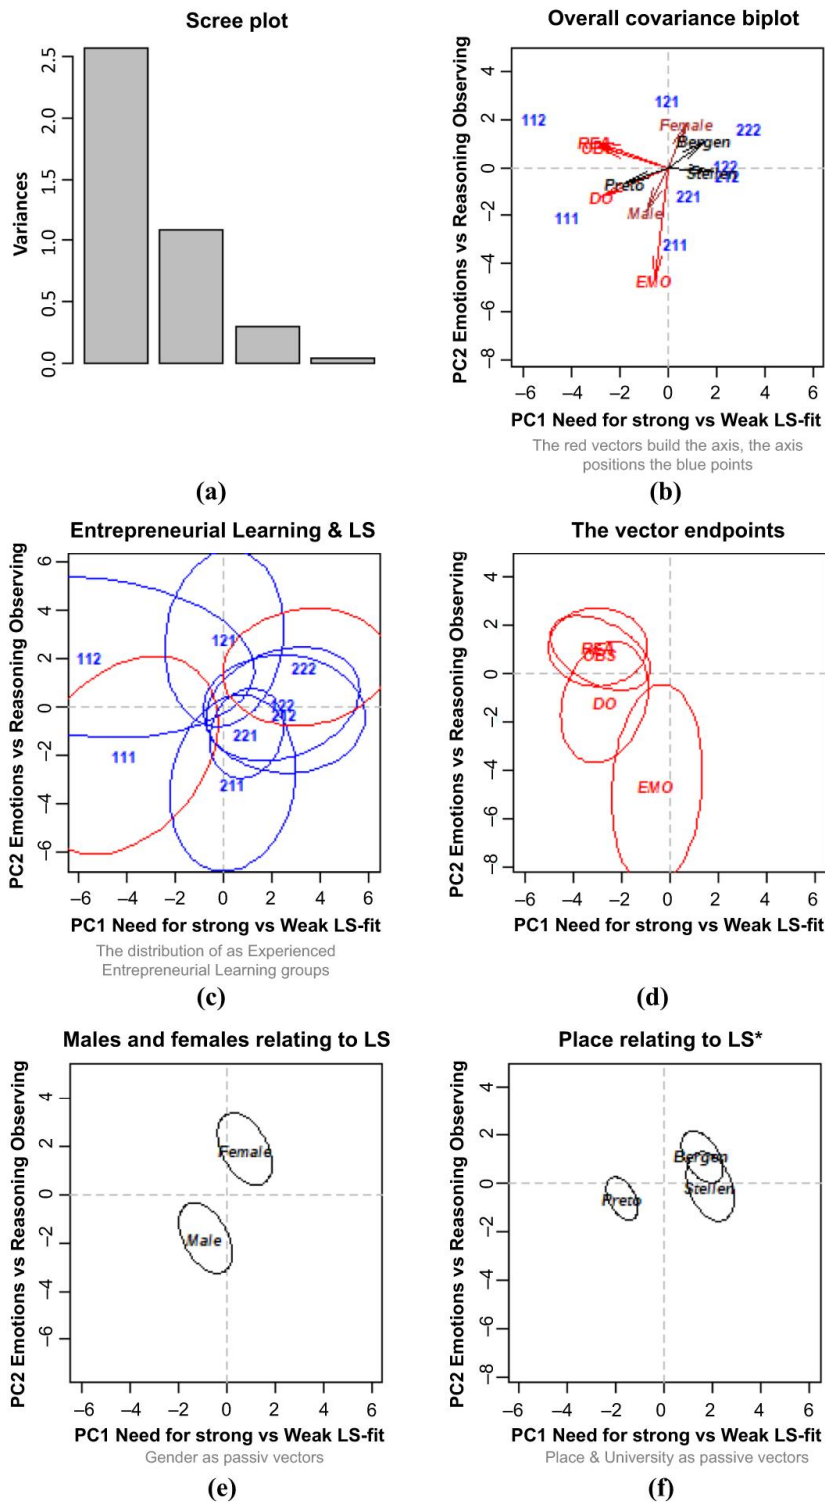 Scree plot
Variances
0.0 0.5 1.0 1.5 2.0 2.5
(a)
Overall covariance biplot
PC2 Emotions vs Reasoning Observing
4
2
0
−2
−4
−6
−8
121
112
Female
222
Bergen
REA
OBS
122
212
Stellen
Preto
DO
221
Male
111
211
EMO
−6 −4 −2 0 2 4 6
PC1 Need for strong vs Weak LS-fit
The red vectors build the axis, the axis
positions the blue points
(b)
Entrepreneurial Learning & LS
PC2 Emotions vs Reasoning Observing
6
4
2
0
−2
−4
−6
121
112
222
122
212
221
111
211
−6 −4 −2 0 2 4 6
PC1 Need for strong vs Weak LS-fit
The distribution of as Experienced
Entrepreneurial Learning groups
(c)
The vector endpoints
PC2 Emotions vs Reasoning Observing
4
2
0
−2
−4
−6
−8
REA
OBS
DO
EMO
−6 −4 −2 0 2 4 6
PC1 Need for strong vs Weak LS-fit
(d)
Males and females relating to LS
PC2 Emotions vs Reasoning Observing
4
2
0
−2
−4
−6
Female
Male
−6 −4 −2 0 2 4 6
PC1 Need for strong vs Weak LS-fit
Gender as passiv vectors
(e)
Place relating to LS*
PC2 Emotions vs Reasoning Observing
4
2
0
−2
−4
−6
−8
Bergen
Stellen
Preto
−6 −4 −2 0 2 4 6
PC1 Need for strong vs Weak LS-fit
Place & University as passive vectors
(f)